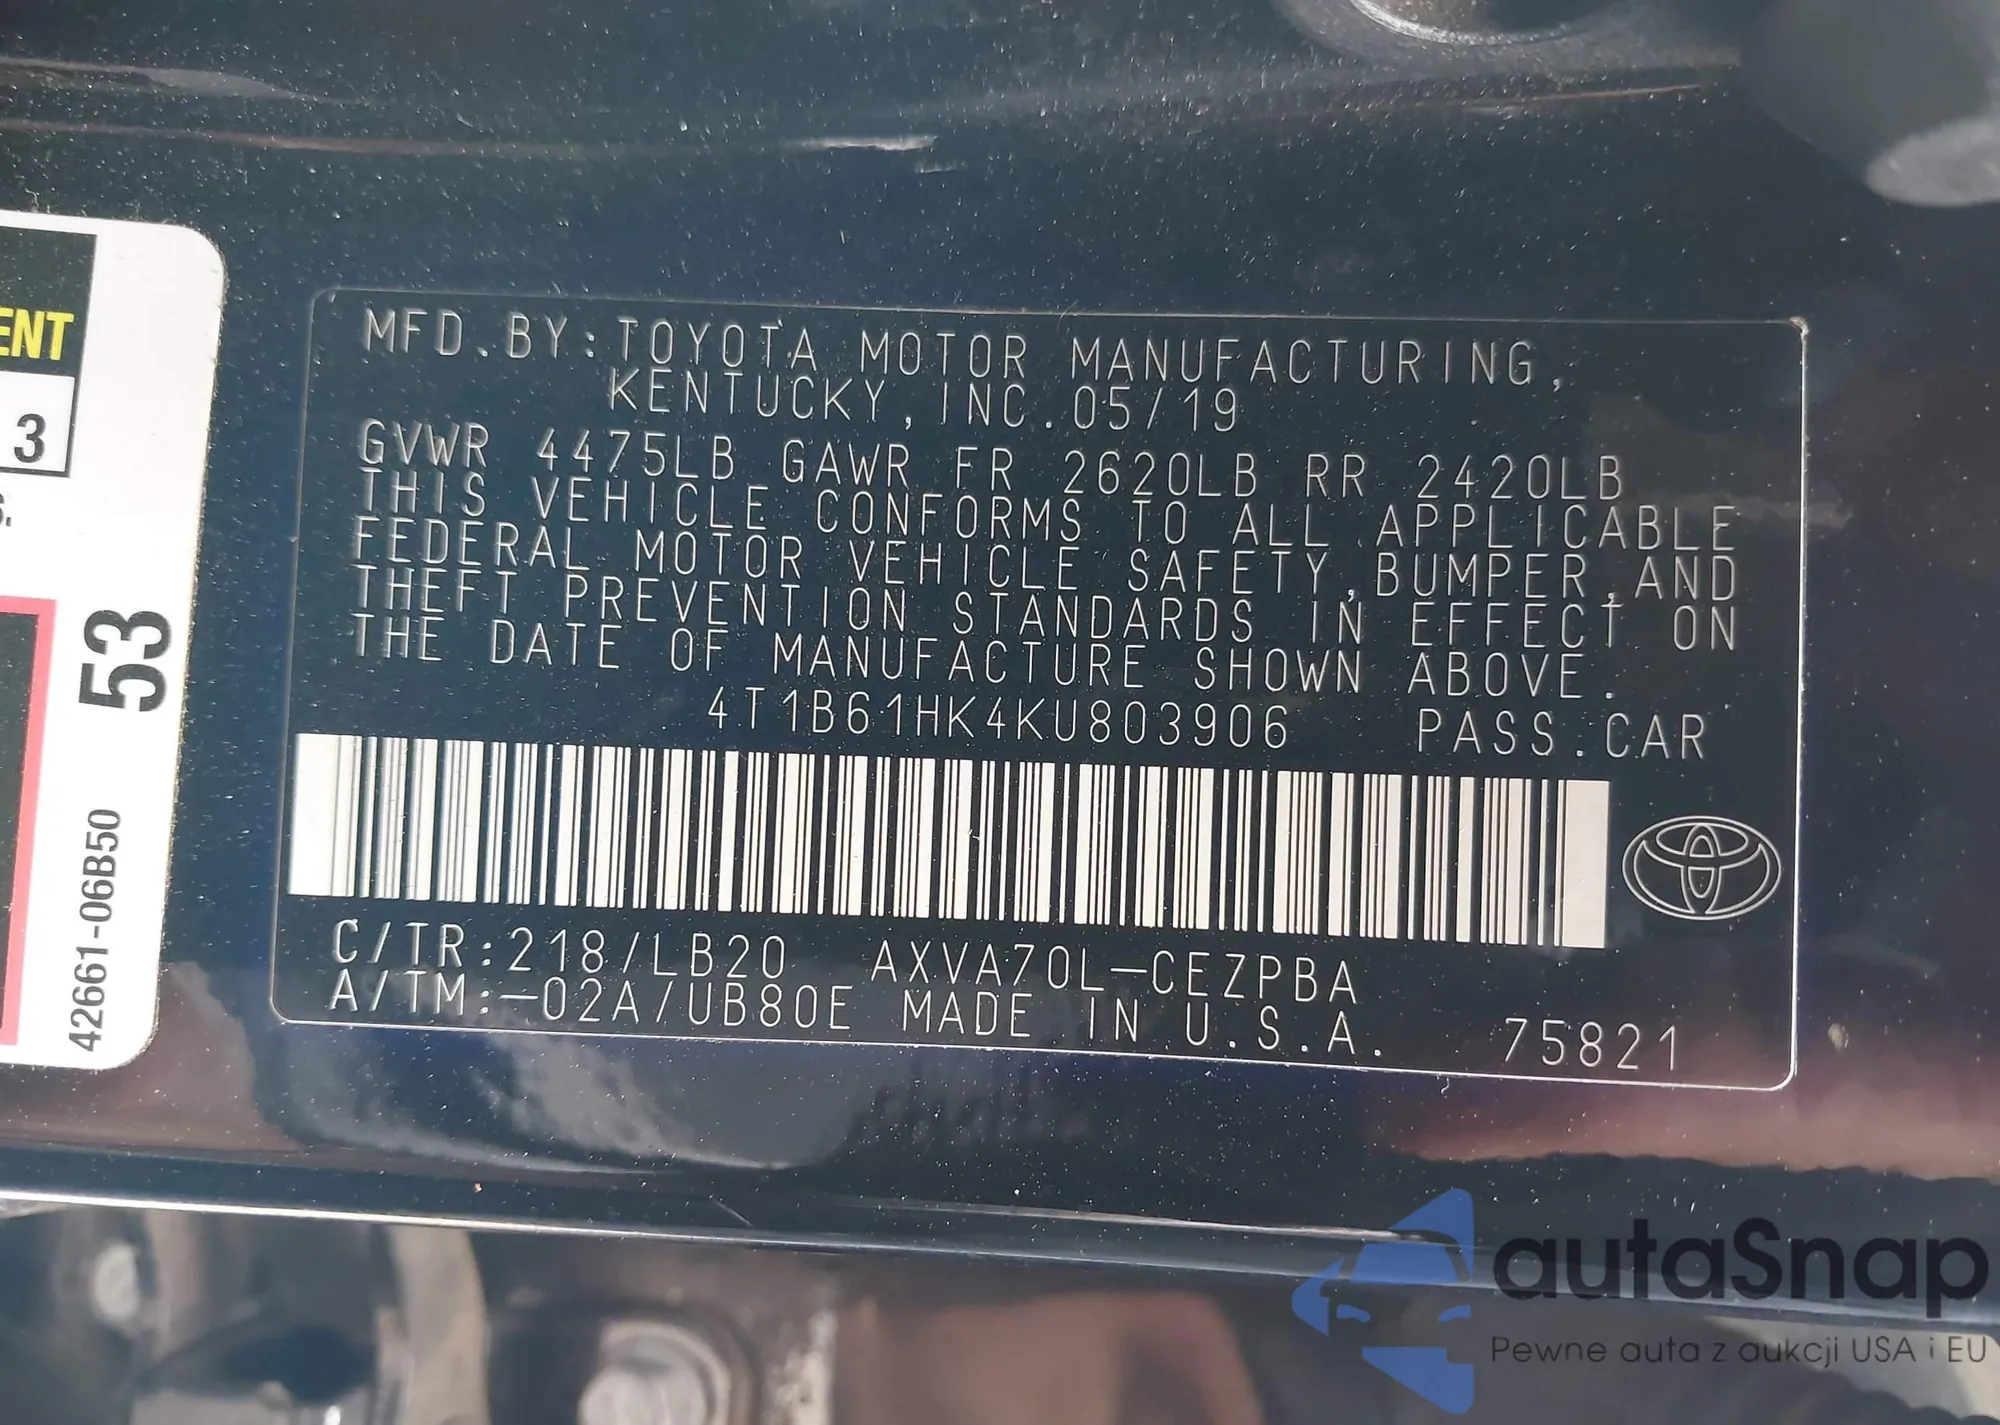 MFD.BY:TOYOTA MOTOR MANUFACTURING,
KENTUCKY,INC.05/19
GVWR 4475LB GAWR FR 2620LB RR 2420LB
THIS VEHICLE CONFORMS TO ALL APPLICABLE
FEDERAL MOTOR VEHICLE SAFETY,BUMPER,AND
THEFT PREVENTION STANDARDS IN EFFECT ON
THE DATE OF MANUFACTURE SHOWN ABOVE.
4T1B61HK4KU803906 PASS.CAR
C/TR:218/LB20 AXVA70L-CEZPBA
A/TM:-02A/UB80E MADE IN U.S.A. 75821
3
53
42661-06B50
autaSnap
Pewne auta z aukcji USA i EU